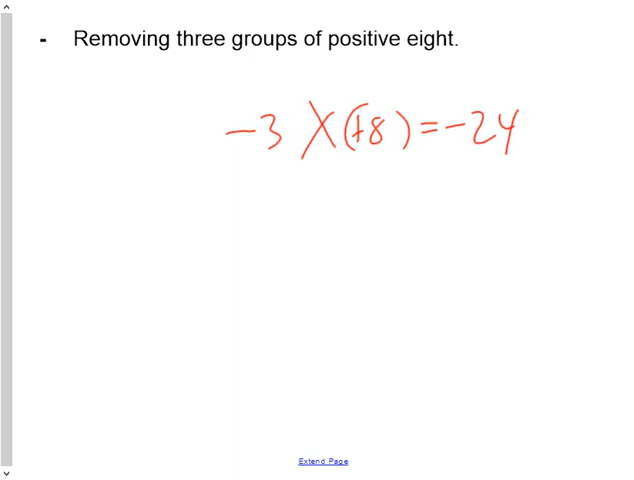 - Removing three groups of positive eight.
-3 X (+8) = -24
Extend Page